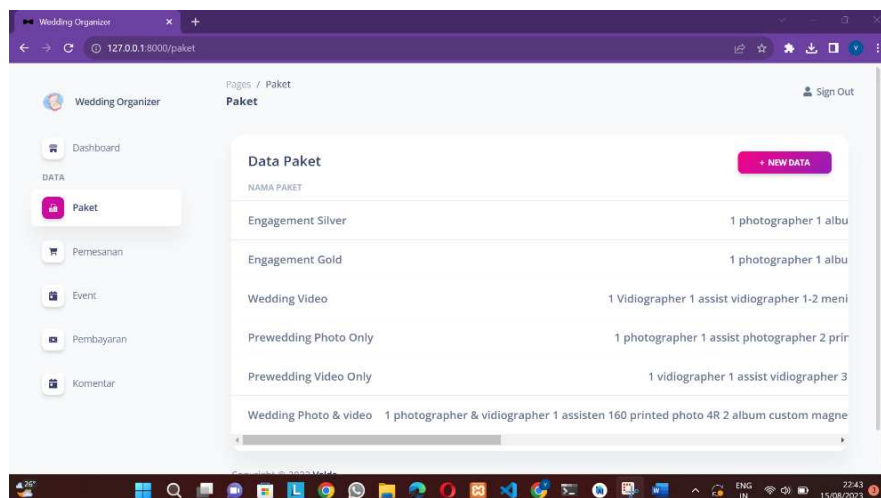 Wedding Organizer
127.0.0.1:8000/paket
Wedding Organizer
Pages / Paket
Paket
Sign Out
Dashboard
DATA
Paket
Pemesanan
Event
Pembayaran
Komentar
Data Paket
+ NEW DATA
NAMA PAKET
Engagement Silver 1 photographer 1 albu
Engagement Gold 1 photographer 1 albu
Wedding Video 1 Vidiographer 1 assist vidiographer 1-2 meni
Prewedding Photo Only 1 photographer 1 assist photographer 2 prin
Prewedding Video Only 1 vidiographer 1 assist vidiographer 3
Wedding Photo & video 1 photographer & vidiographer 1 assisten 160 printed photo 4R 2 album custom magne
26°
ENG
IN
22:43
15/08/2023